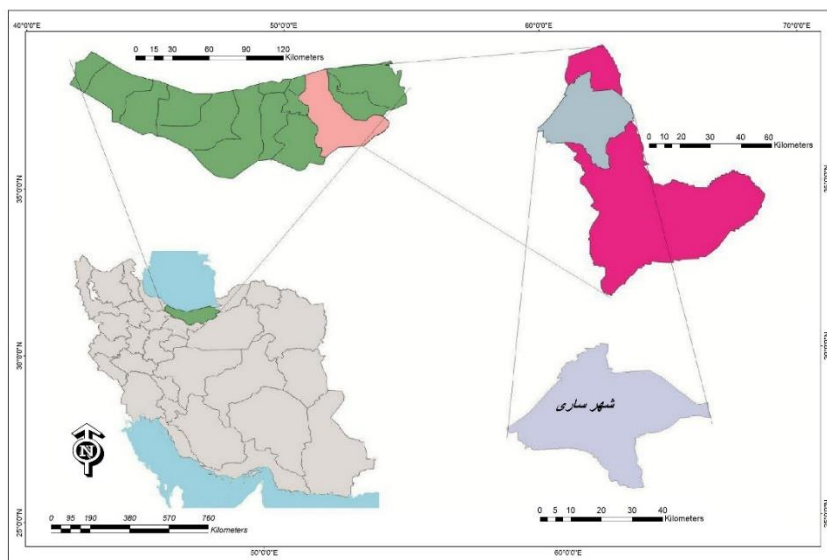 40°0'0"E
50°0'0"E
60°0'0"E
70°0'0"E
0 15 30 60 90 120
Kilometers
0 10 20 30 40 60
Kilometers
35°0'0"N
30°0'0"N
25°0'0"N
شهر ساری
N
0 95 190 380 570 760
Kilometers
0 5 10 20 30 40
Kilometers
50°0'0"E
60°0'0"E